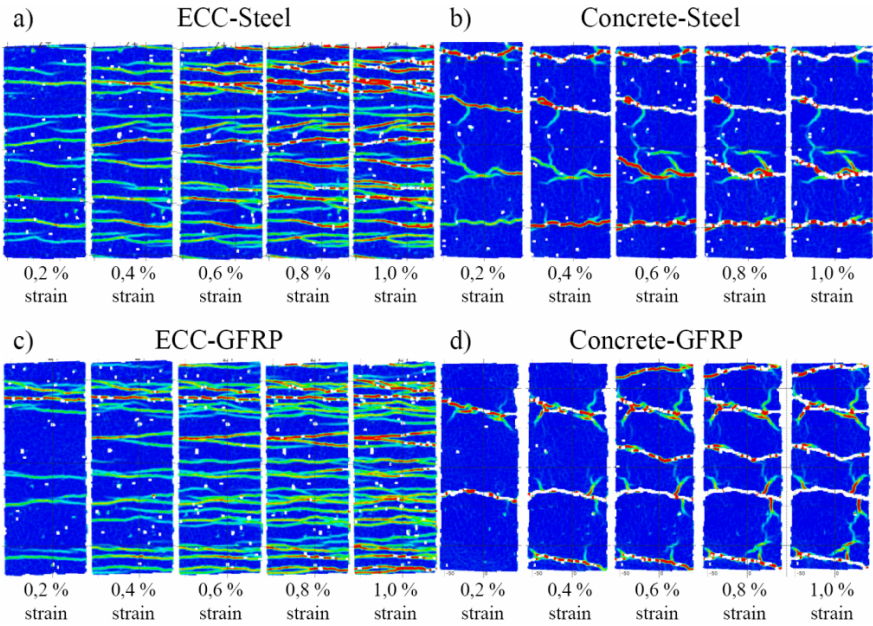 a) ECC-Steel b) Concrete-Steel
0,2 % 0,4 % 0,6 % 0,8 % 1,0 % 0,2 % 0,4 % 0,6 % 0,8 % 1,0 %
strain strain strain strain strain strain strain strain strain strain
c) ECC-GFRP d) Concrete-GFRP
0,2 % 0,4 % 0,6 % 0,8 % 1,0 % 0,2 % 0,4 % 0,6 % 0,8 % 1,0 %
strain strain strain strain strain strain strain strain strain strain